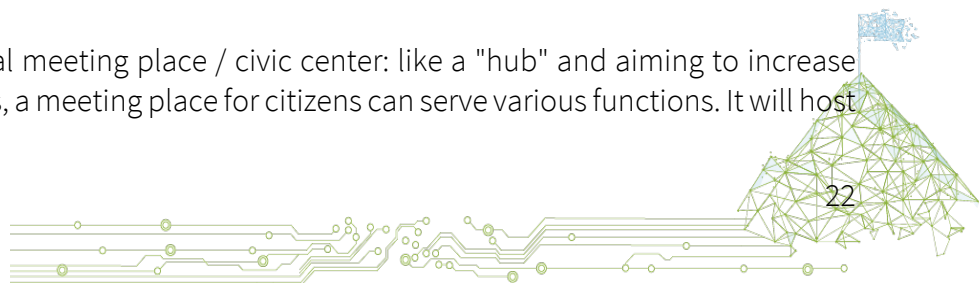 al meeting place / civic center: like a "hub" and aiming to increase
s, a meeting place for citizens can serve various functions. It will host
22